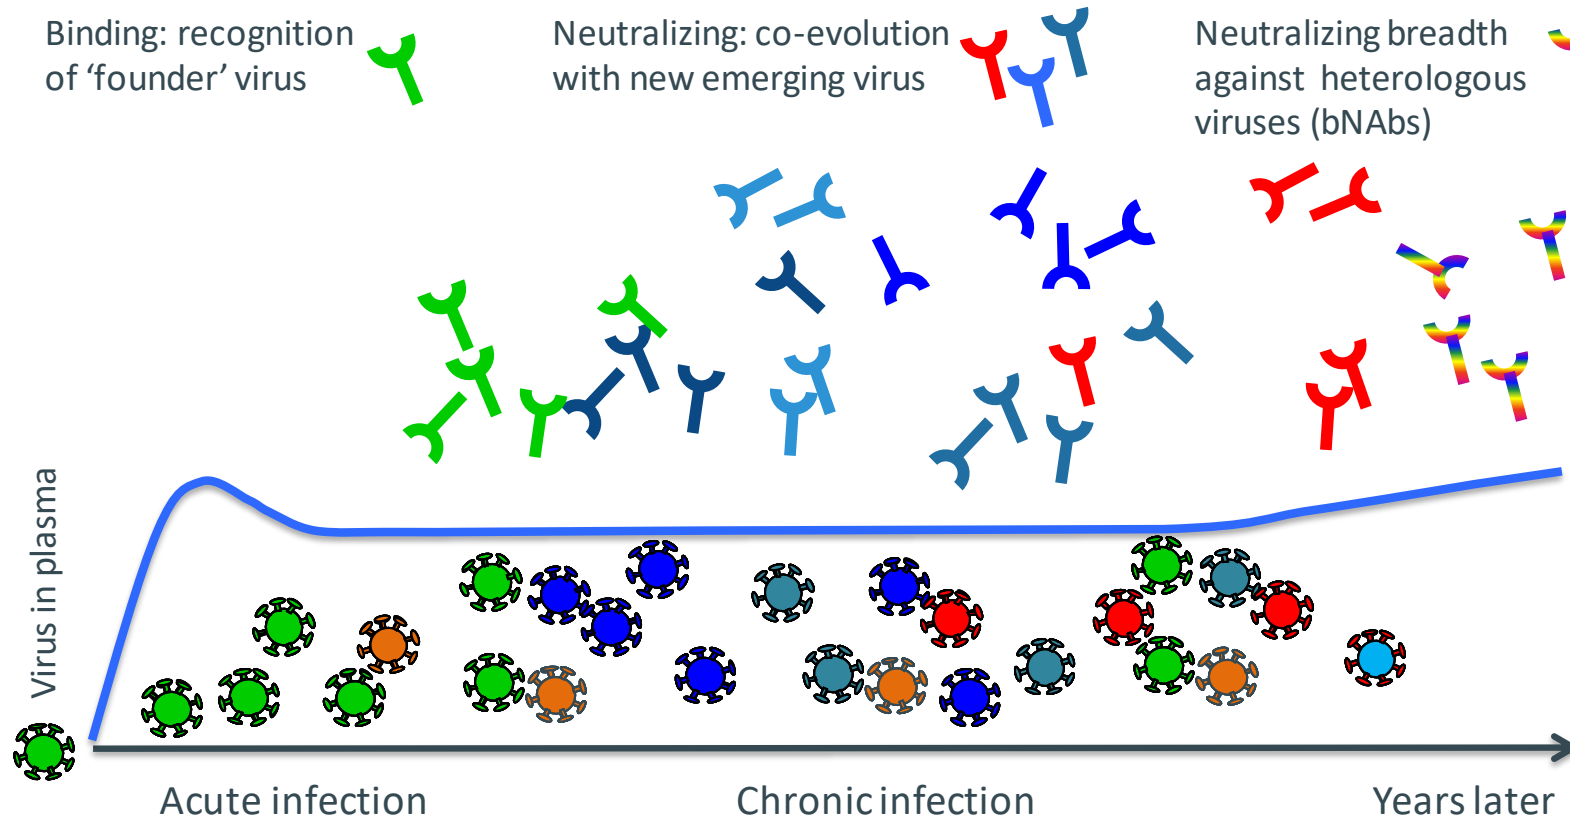 Binding: recognition
of ‘founder’ virus
Neutralizing: co-evolution
with new emerging virus
Neutralizing breadth
against heterologous
viruses (bNAbs)
Virus in plasma
Acute infection
Chronic infection
Years later